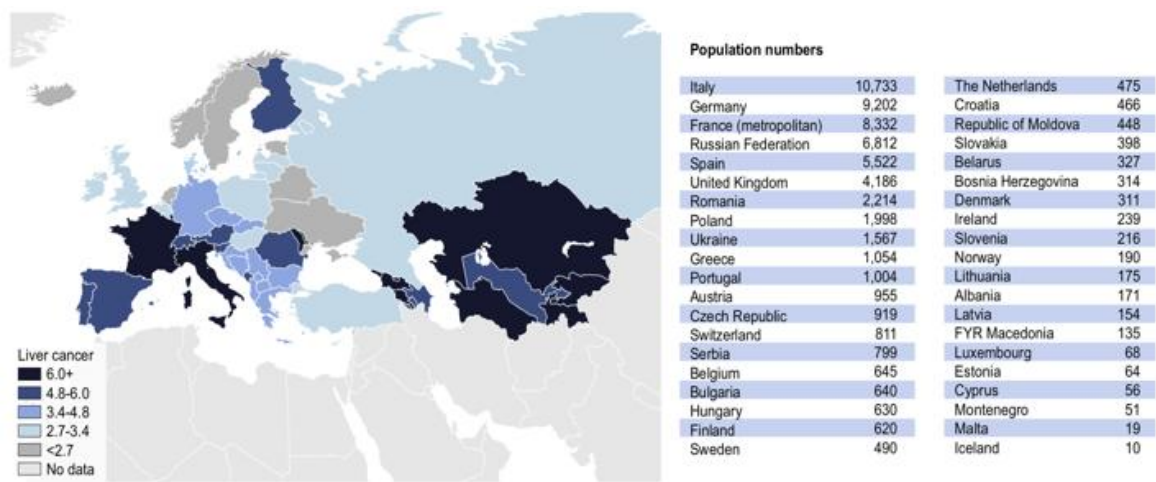 Population numbers
Italy 10,733
Germany 9,202
France (metropolitan) 8,332
Russian Federation 6,812
Spain 5,522
United Kingdom 4,186
Romania 2,214
Poland 1,998
Ukraine 1,567
Greece 1,054
Portugal 1,004
Austria 955
Czech Republic 919
Switzerland 811
Serbia 799
Belgium 645
Bulgaria 640
Hungary 630
Finland 620
Sweden 490
The Netherlands 475
Croatia 466
Republic of Moldova 448
Slovakia 398
Belarus 327
Bosnia Herzegovina 314
Denmark 311
Ireland 239
Slovenia 216
Norway 190
Lithuania 175
Albania 171
Latvia 154
FYR Macedonia 135
Luxembourg 68
Estonia 64
Cyprus 56
Montenegro 51
Malta 19
Iceland 10
Liver cancer
6.0+
4.8-6.0
3.4-4.8
2.7-3.4
<2.7
No data